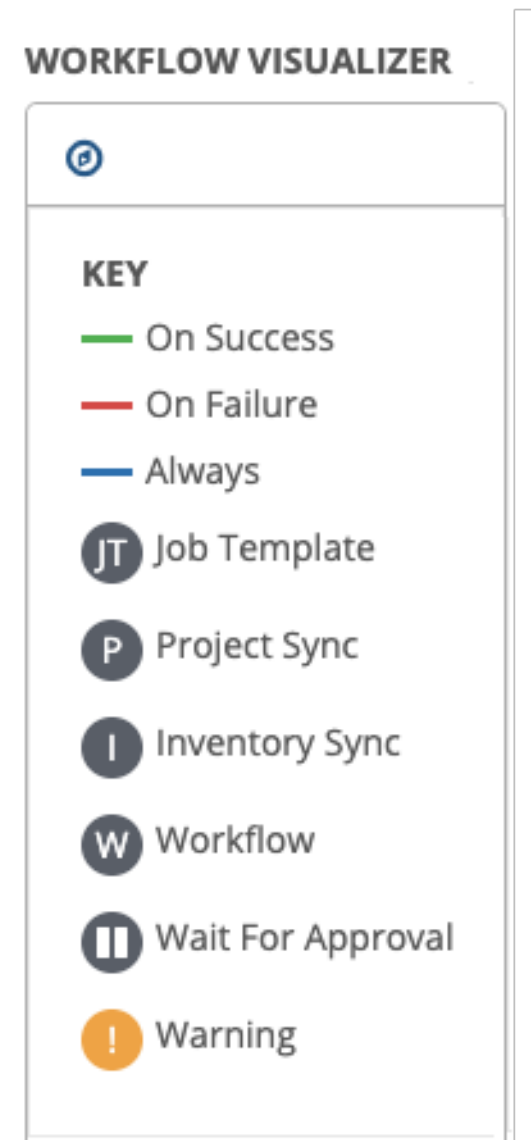 WORKFLOW VISUALIZER
KEY
On Success
On Failure
Always
JT Job Template
P Project Sync
I Inventory Sync
W Workflow
Wait For Approval
! Warning